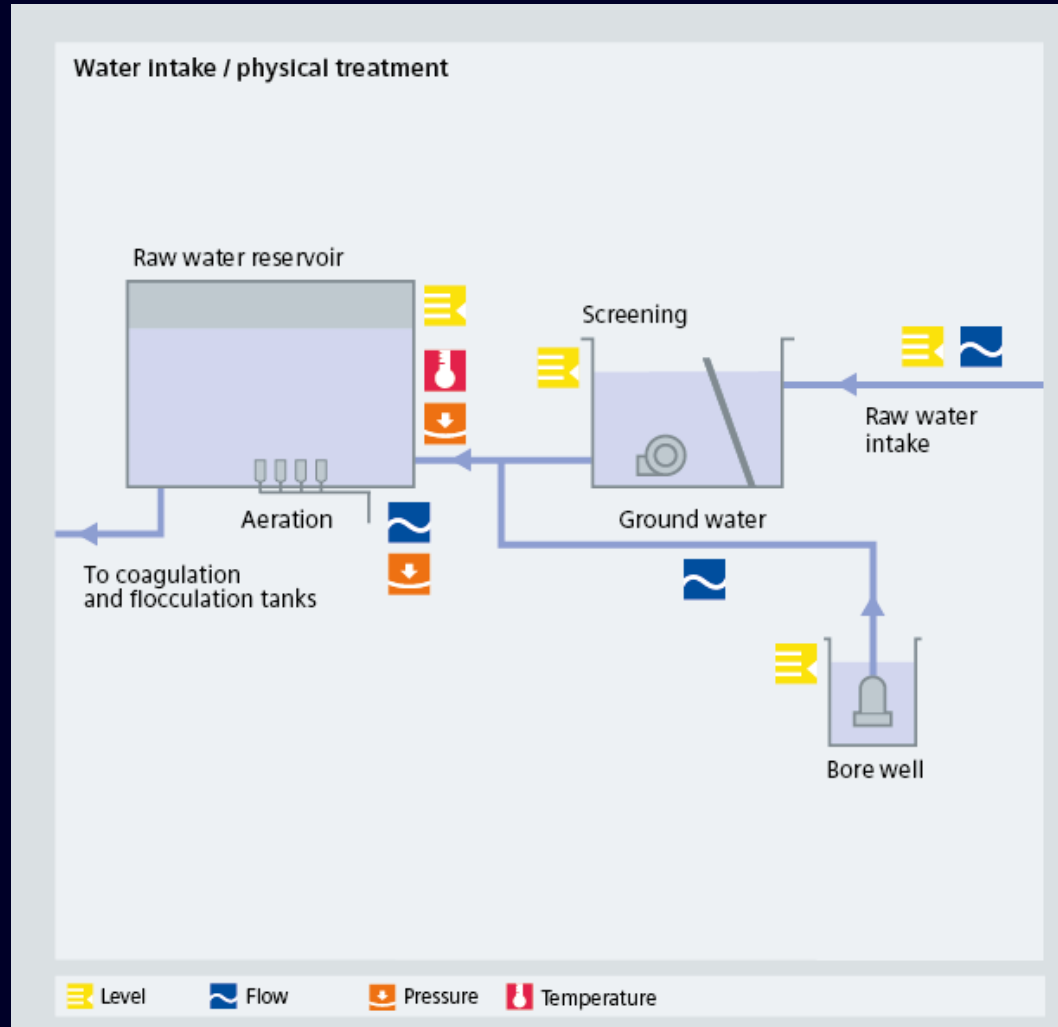 Water intake / physical treatment
Raw water reservoir
Screening
Raw water
intake
Aeration
Ground water
To coagulation
and flocculation tanks
Bore well
Level
Flow
Pressure
Temperature